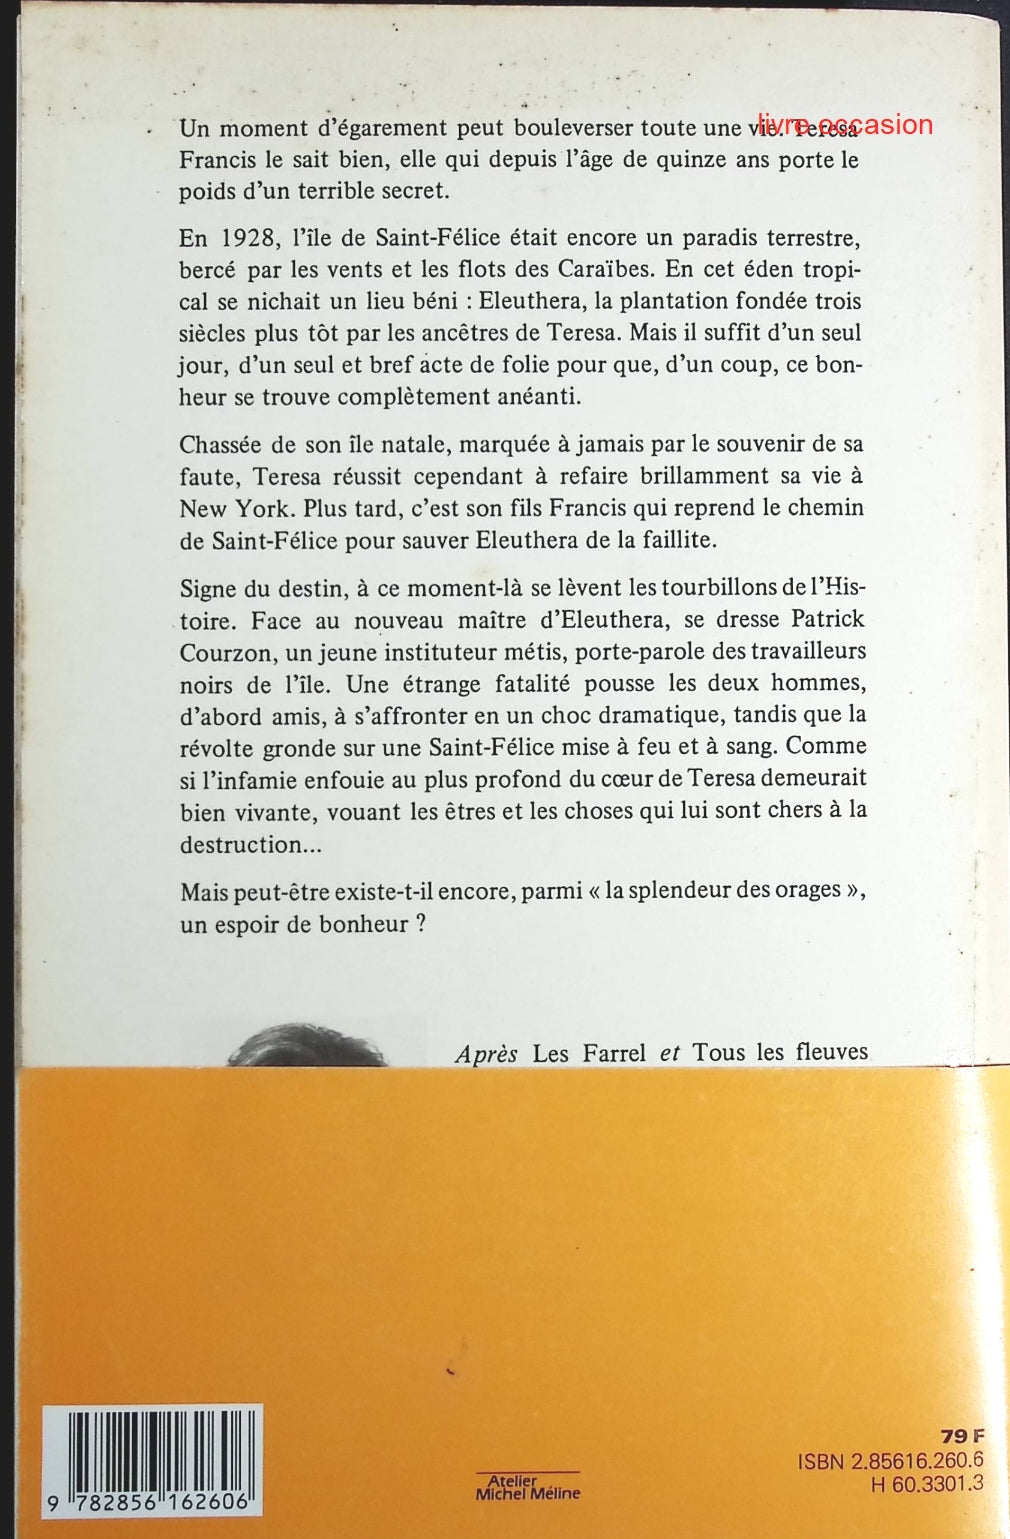 Un moment d'égarement peut bouleverser toute une vie. Teresa
livre occasion
Francis le sait bien, elle qui depuis l'âge de quinze ans porte le
poids d'un terrible secret.
En 1928, l'île de Saint-Félice était encore un paradis terrestre,
bercé par les vents et les flots des Caraïbes. En cet éden tropi-
cal se nichait un lieu béni : Eleuthera, la plantation fondée trois
siècles plus tôt par les ancêtres de Teresa. Mais il suffit d'un seul
jour, d'un seul et bref acte de folie pour que, d'un coup, ce bon-
heur se trouve complètement anéanti.
Chassée de son île natale, marquée à jamais par le souvenir de sa
faute, Teresa réussit cependant à refaire brillamment sa vie à
New York. Plus tard, c'est son fils Francis qui reprend le chemin
de Saint-Félice pour sauver Eleuthera de la faillite.
Signe du destin, à ce moment-là se lèvent les tourbillons de l'His-
toire. Face au nouveau maître d'Eleuthera, se dresse Patrick
Courzon, un jeune instituteur métis, porte-parole des travailleurs
noirs de l'île. Une étrange fatalité pousse les deux hommes,
d'abord amis, à s'affronter en un choc dramatique, tandis que la
révolte gronde sur une Saint-Félice mise à feu et à sang. Comme
si l'infamie enfouie au plus profond du cœur de Teresa demeurait
bien vivante, vouant les êtres et les choses qui lui sont chers à la
destruction...
Mais peut-être existe-t-il encore, parmi « la splendeur des orages »,
un espoir de bonheur ?
Après Les Farrel et Tous les fleuves
79 F
ISBN 2.85616.260.6
H 60.3301.3
Atelier
Michel Méline
9 782856 162606